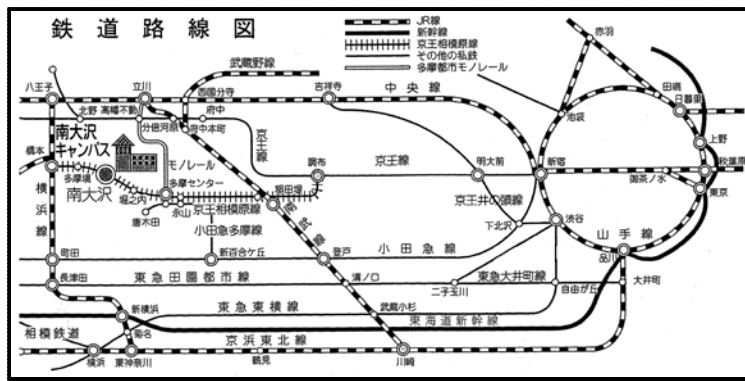 鉄道路線図
JR線
新幹線
京王相模原線
その他の私鉄
多摩都市モノレール
武蔵野線
赤羽
八王子
立川
西国分寺
吉祥寺
中央線
田端
日暮里
北野
高幡不動
分倍河原
府中
府中本町
池袋
上野
南大沢
キャンパス
橋本
京王線
調布
京王線
明大前
新宿
御茶ノ水
秋葉原
東京
モノレール
多摩境
南大沢
堀之内
多摩センター
唐木田
永山
京王相模原線
稲田堤
京王井の頭線
下北沢
渋谷
横浜線
小田急多摩線
南武線
山手線
品川
町田
新百合ケ丘
登戸
小田急線
長津田
東急田園都市線
溝ノ口
二子玉川
東急大井町線
自由が丘
大井町
新横浜
東急東横線
武蔵小杉
東海道新幹線
相模鉄道
菊名
京浜東北線
横浜
東神奈川
鶴見
川崎